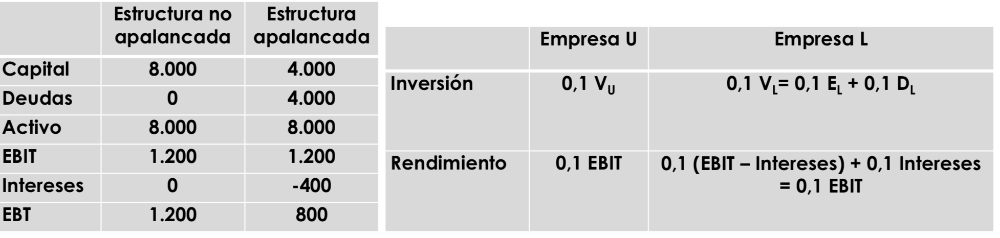 Estructura no apalancada Estructura apalancada
Capital 8.000 4.000
Deudas 0 4.000
Activo 8.000 8.000
EBIT 1.200 1.200
Intereses 0 -400
EBT 1.200 800
Empresa U Empresa L
Inversión 0,1 V_U 0,1 V_L= 0,1 E_L + 0,1 D_L
Rendimiento 0,1 EBIT 0,1 (EBIT – Intereses) + 0,1 Intereses
= 0,1 EBIT